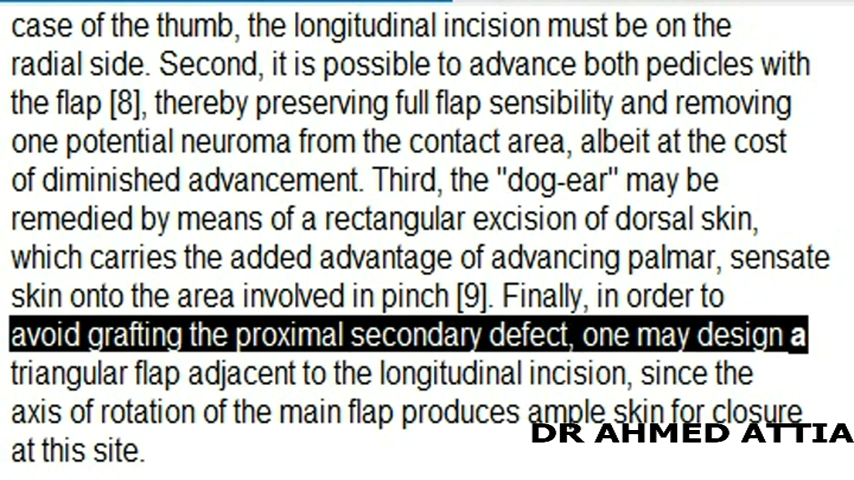 case of the thumb, the longitudinal incision must be on the
radial side. Second, it is possible to advance both pedicles with
the flap [8], thereby preserving full flap sensibility and removing
one potential neuroma from the contact area, albeit at the cost
of diminished advancement. Third, the "dog-ear" may be
remedied by means of a rectangular excision of dorsal skin,
which carries the added advantage of advancing palmar, sensate
skin onto the area involved in pinch [9]. Finally, in order to
avoid grafting the proximal secondary defect, one may design a
triangular flap adjacent to the longitudinal incision, since the
axis of rotation of the main flap produces ample skin for closure
at this site.
DR AHMED ATTIA